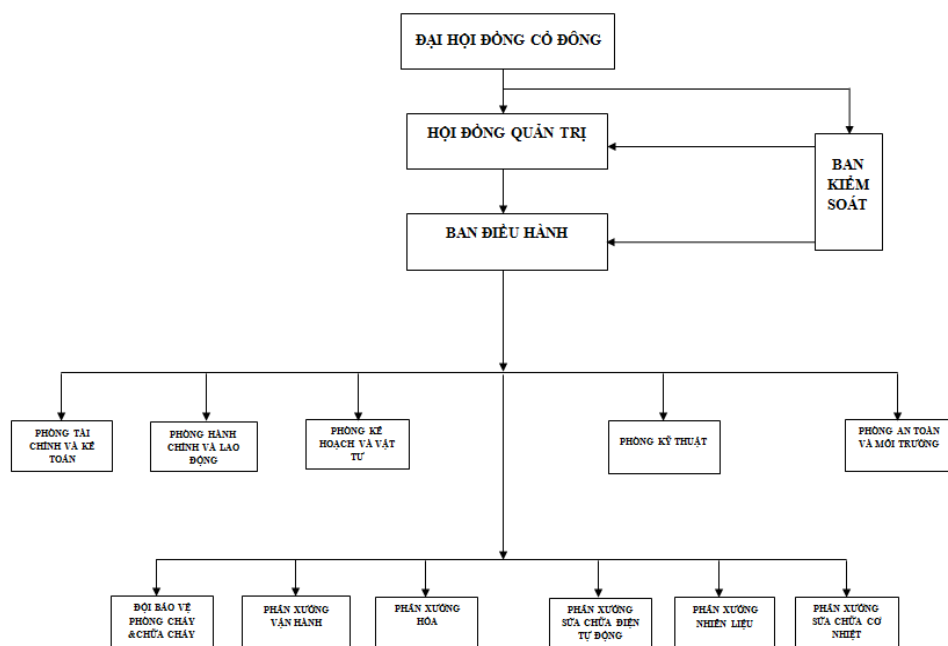 ĐẠI HỘI ĐỒNG CỔ ĐÔNG
HỘI ĐỒNG QUẢN TRỊ
BAN
KIỂM
SOÁT
BAN ĐIỀU HÀNH
PHÒNG TÀI
CHÍNH VÀ KẾ
TOÁN
PHÒNG HÀNH
CHÍNH VÀ LAO
ĐỘNG
PHÒNG KẾ
HOẠCH VÀ VẬT
TƯ
PHÒNG KỸ THUẬT
PHÒNG AN TOÀN
VÀ MÔI TRƯỜNG
ĐỘI BẢO VỆ
PHÒNG CHÁY
&CHỮA CHÁY
PHÂN XƯỞNG
VẬN HÀNH
PHÂN XƯỞNG
HÓA
PHÂN XƯỞNG
SỮA CHỮA ĐIỆN
TỰ ĐỘNG
PHÂN XƯỞNG
NHIÊN LIỆU
PHÂN XƯỞNG
SỮA CHỮA CƠ
NHIỆT